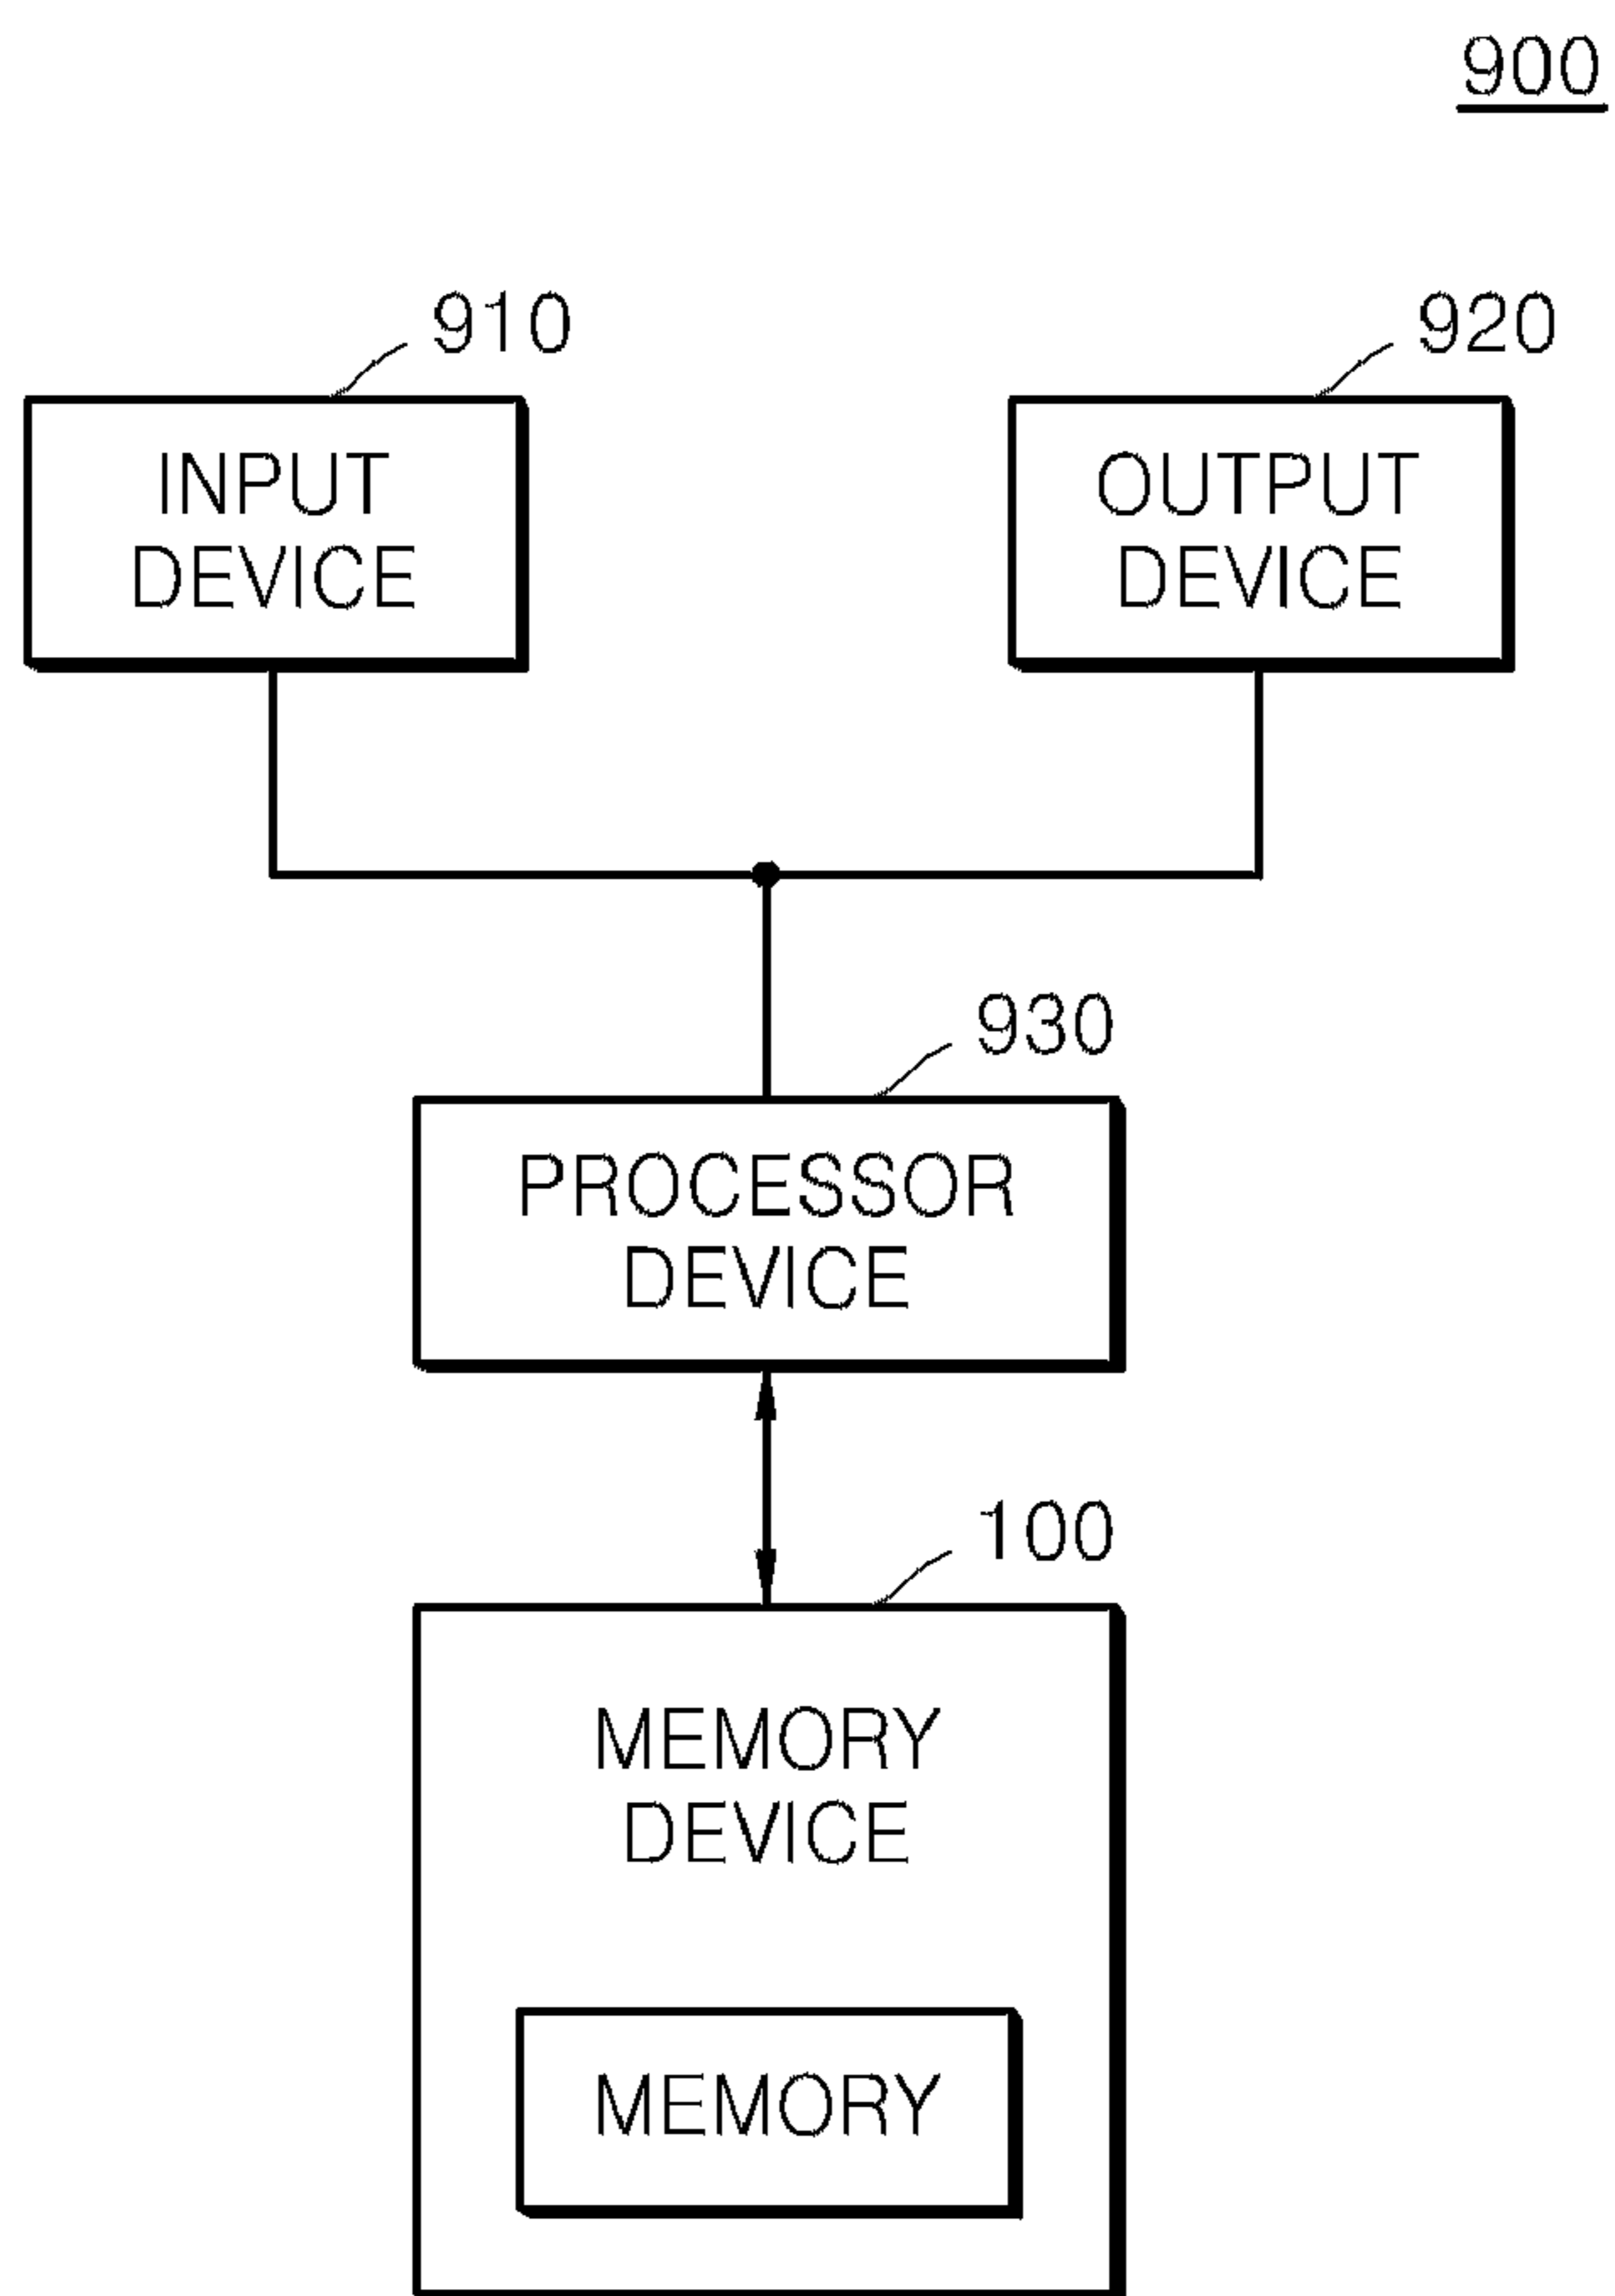 900
910
920
INPUT
DEVICE
OUTPUT
DEVICE
930
PROCESSOR
DEVICE
100
MEMORY
DEVICE
MEMORY